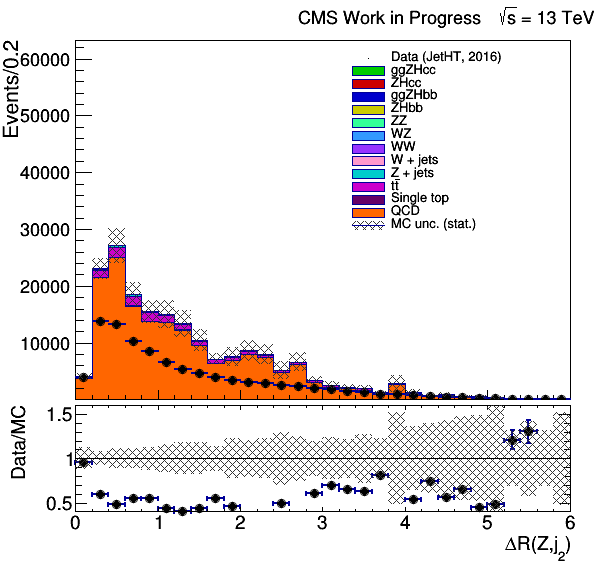 CMS Work in Progress √s = 13 TeV
Events/0.2
60000
50000
40000
30000
20000
10000
Data (JetHT, 2016)
ggZHcc
ZHcc
ggZHbb
ZHbb
ZZ
WZ
WW
W + jets
Z + jets
tt̄
Single top
QCD
MC unc. (stat.)
Data/MC
1.5
1
0.5
0 1 2 3 4 5 6
ΔR(Z,j₂)